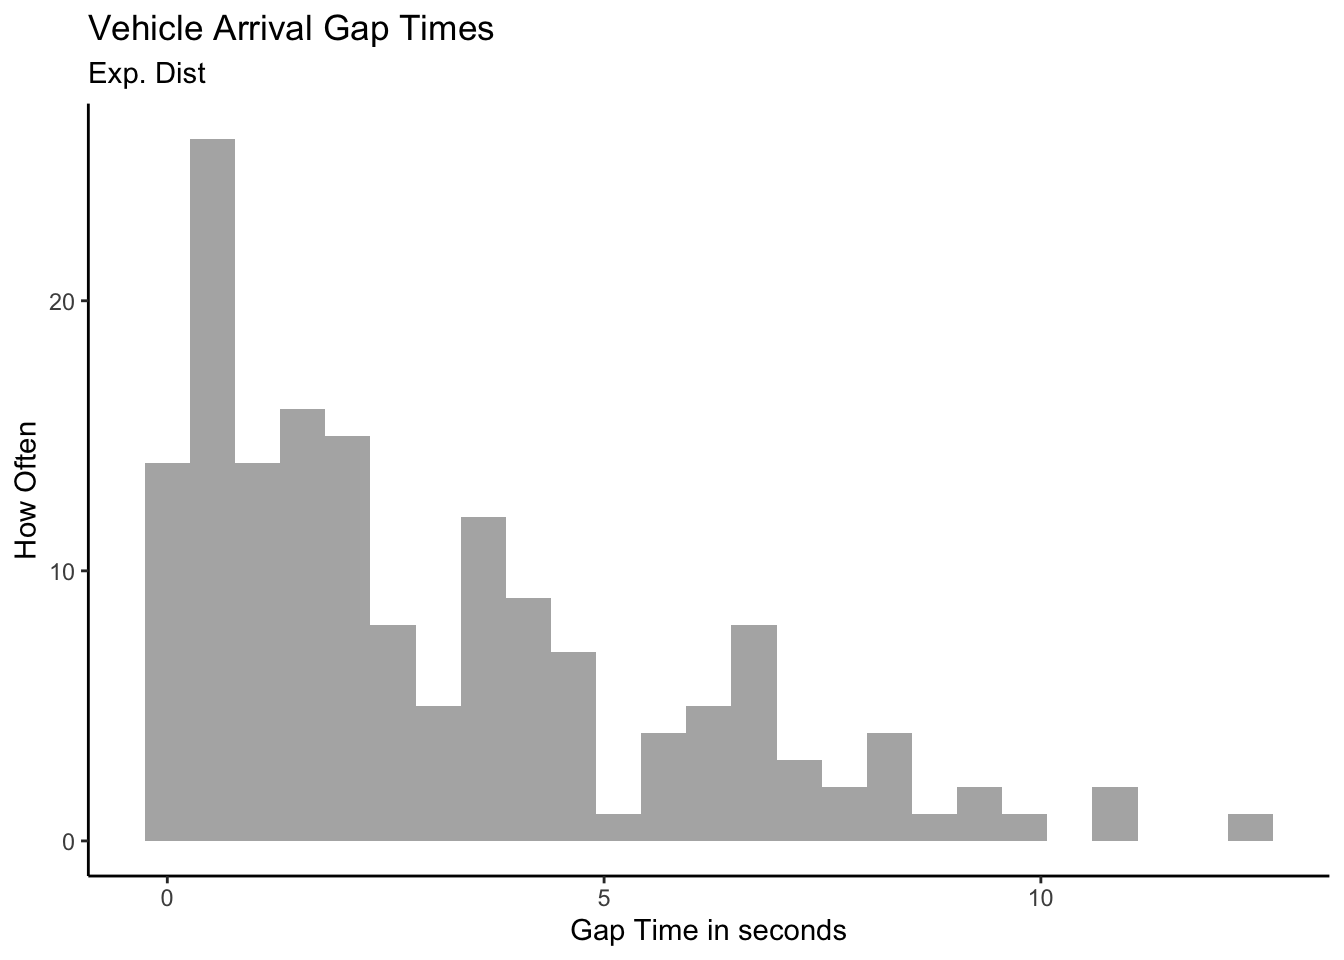 Vehicle Arrival Gap Times
Exp. Dist
How Often
20
10
0
0 5 10
Gap Time in seconds